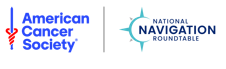 American
Cancer
Society®
NATIONAL
NAVIGATION
ROUNDTABLE